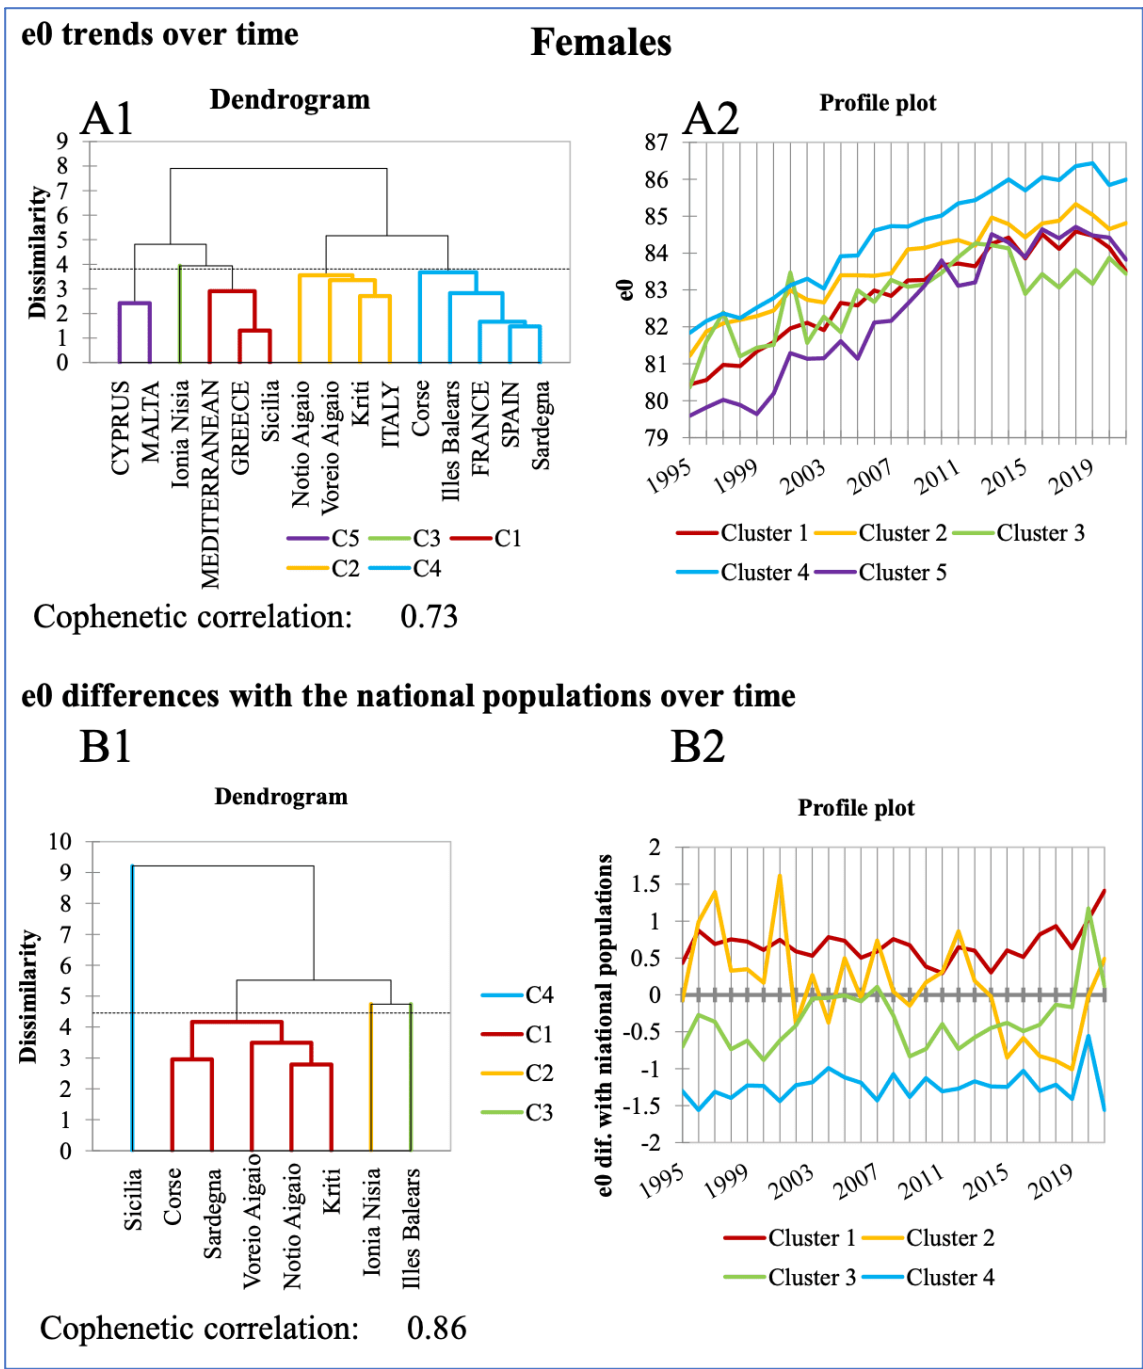 e0 trends over time
Females
A1
Dendrogram
Dissimilarity
9
8
7
6
5
4
3
2
1
0
CYPRUS
MALTA
Ionia Nisia
MEDITERRANEAN
GREECE
Sicilia
Notio Aigaio
Voreio Aigaio
Kriti
ITALY
Corse
Illes Balears
FRANCE
SPAIN
Sardegna
C5 C3 C1
C2 C4
Cophenetic correlation: 0.73
A2
Profile plot
e0
87
86
85
84
83
82
81
80
79
1995
1999
2003
2007
2011
2015
2019
Cluster 1 Cluster 2 Cluster 3
Cluster 4 Cluster 5
e0 differences with the national populations over time
B1
Dendrogram
Dissimilarity
10
9
8
7
6
5
4
3
2
1
0
Sicilia
Corse
Sardegna
Voreio Aigaio
Notio Aigaio
Kriti
Ionia Nisia
Illes Balears
C4
C1
C2
C3
Cophenetic correlation: 0.86
B2
Profile plot
e0 dif. with niational populations
2
1.5
1
0.5
0
-0.5
-1
-1.5
-2
1995
1999
2003
2007
2011
2015
2019
Cluster 1 Cluster 2
Cluster 3 Cluster 4